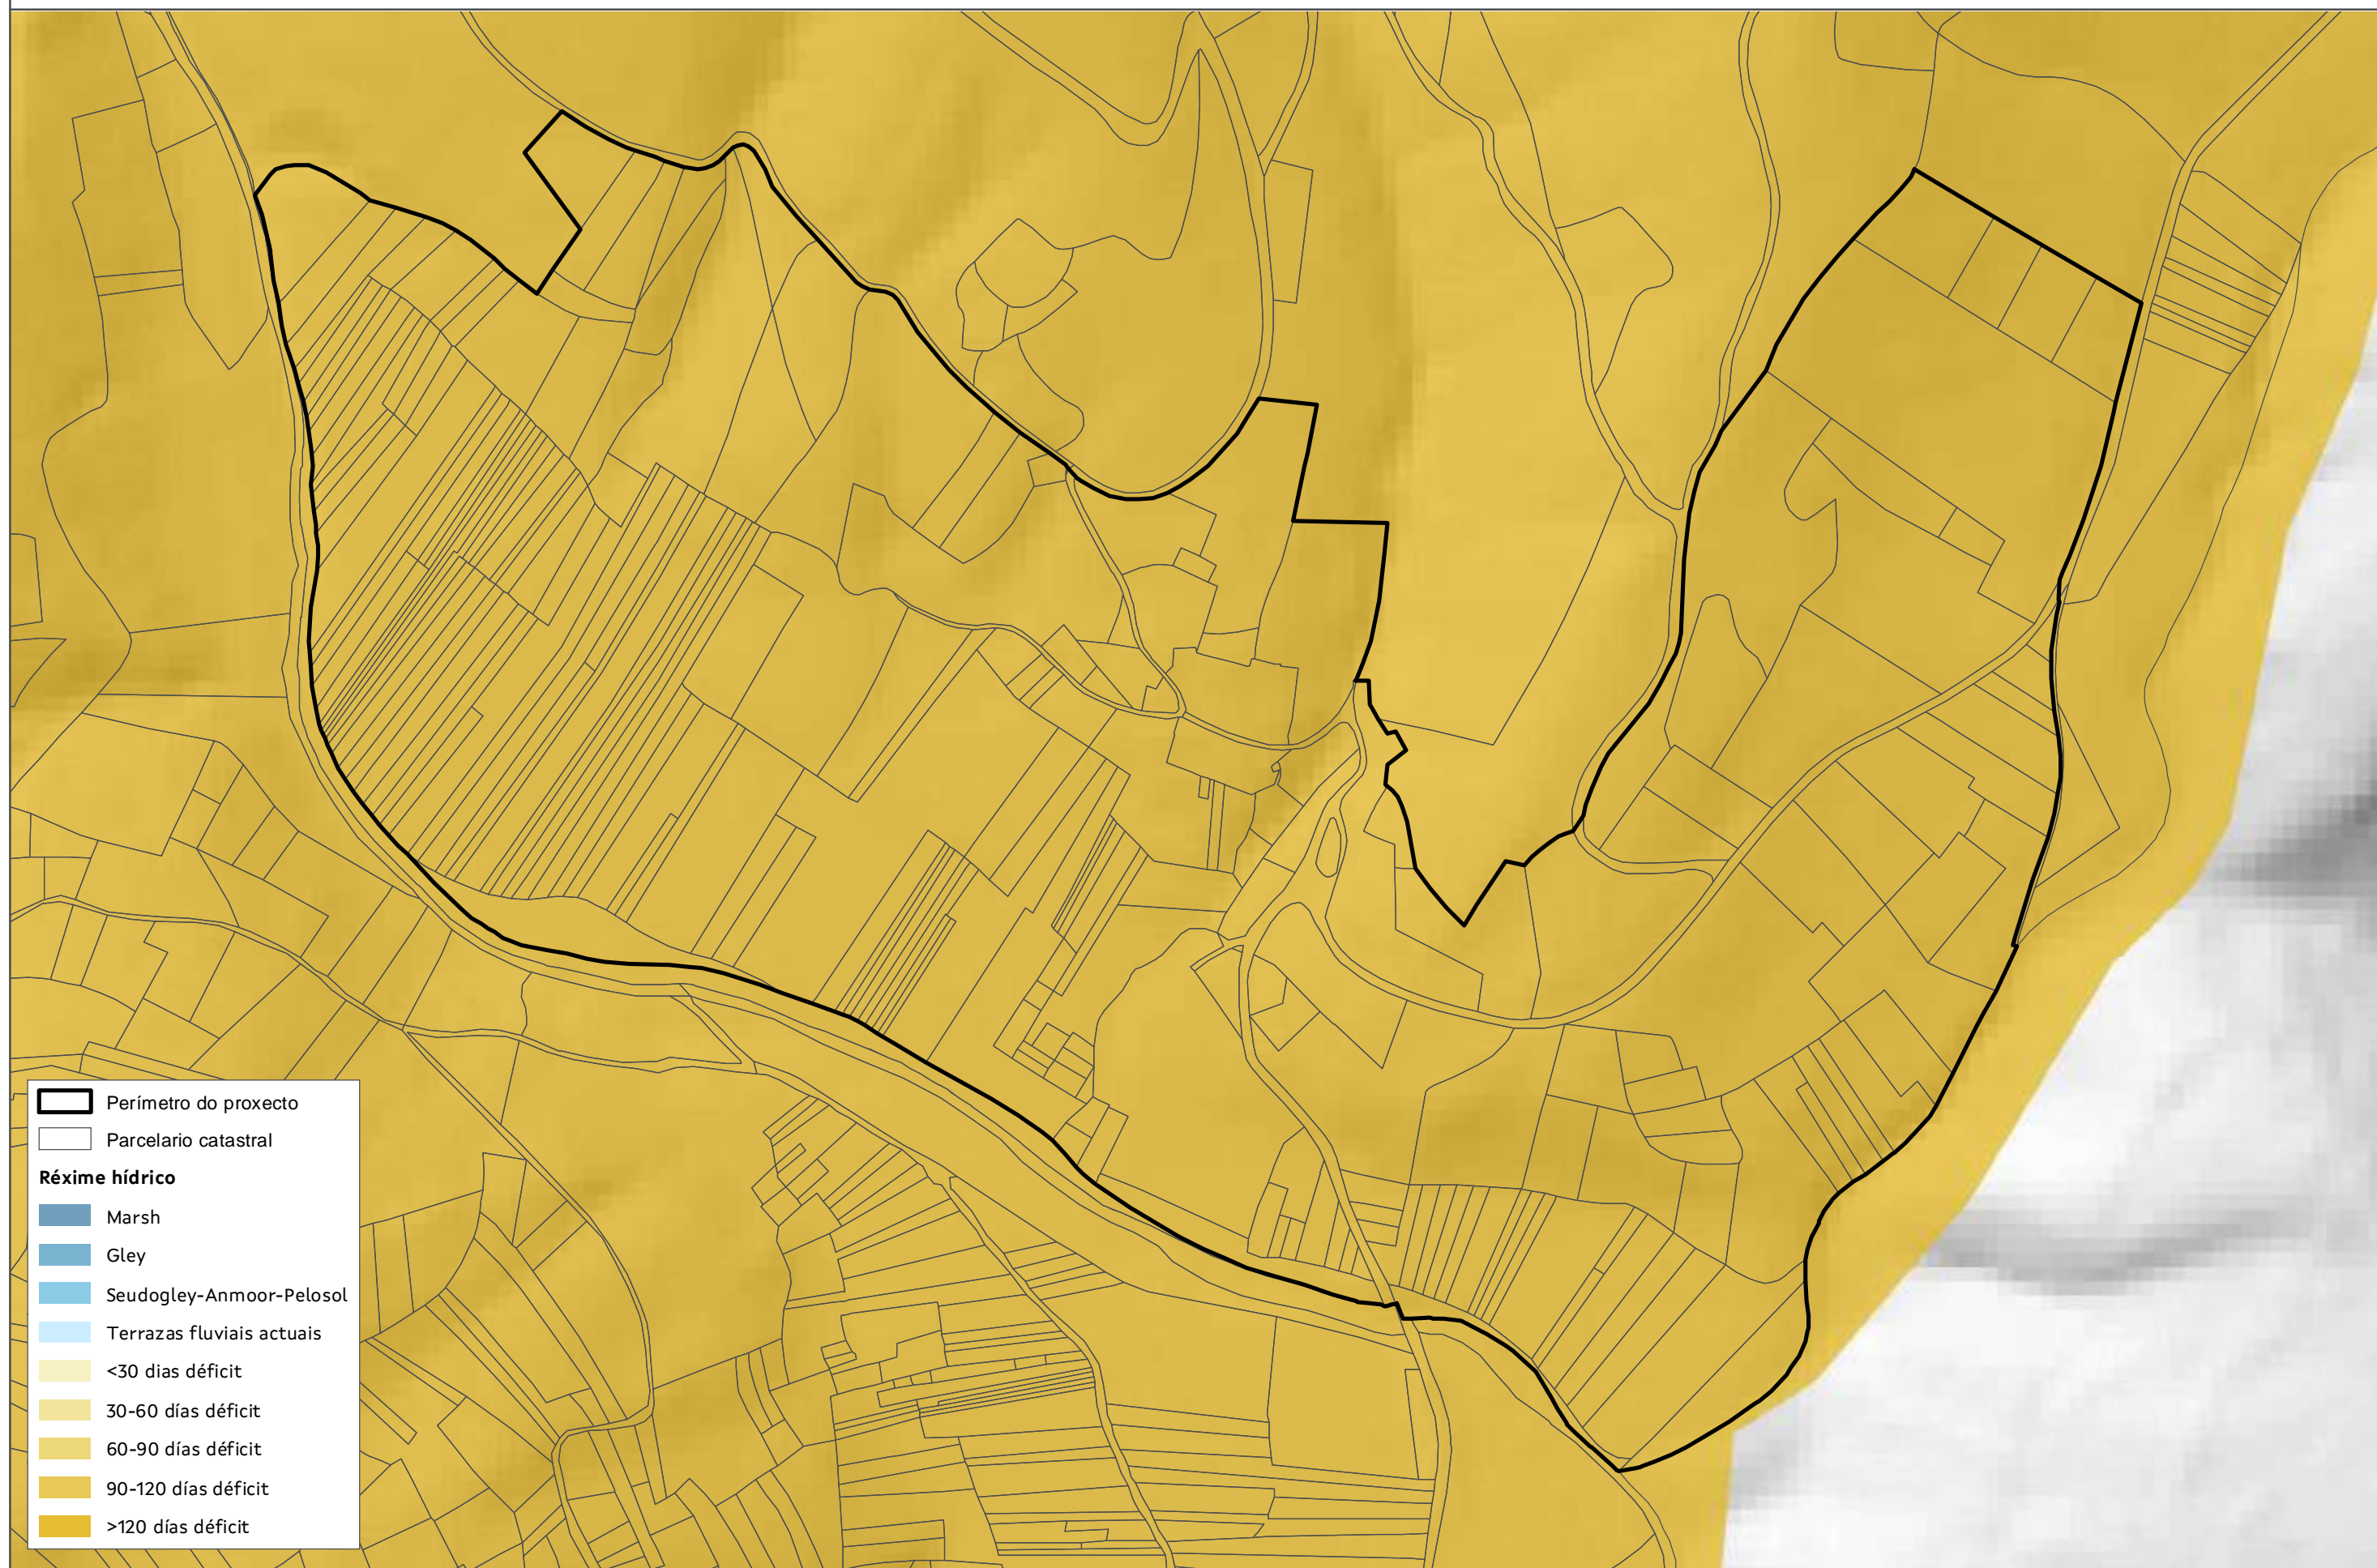 Perímetro do proxecto
Parcelario catastral
Réxime hídrico
Marsh
Gley
Seudogley-Anmoor-Pelosol
Terrazas fluviais actuais
<30 dias déficit
30-60 días déficit
60-90 días déficit
90-120 días déficit
>120 días déficit